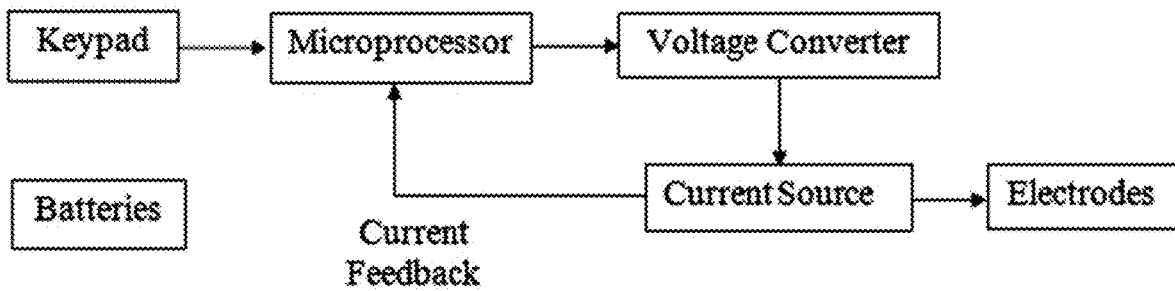 Keypad
Microprocessor
Voltage Converter
Batteries
Current Source
Electrodes
Current
Feedback